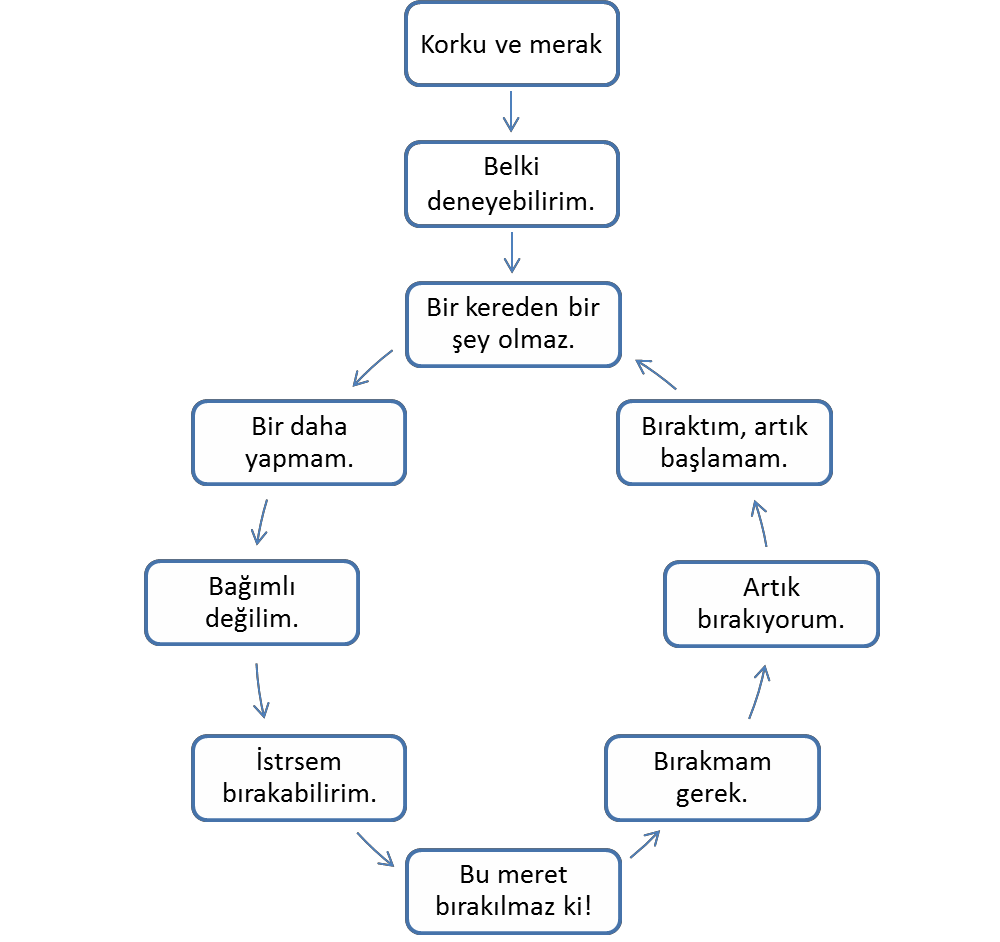 Korku ve merak
Belki
deneyebilirim.
Bir kereden bir
şey olmaz.
Bir daha
yapmam.
Bağımlı
değilim.
İstrsem
bırakabilirim.
Bu meret
bırakılmaz ki!
Bırakmam
gerek.
Artık
bırakıyorum.
Bıraktım, artık
başlamam.